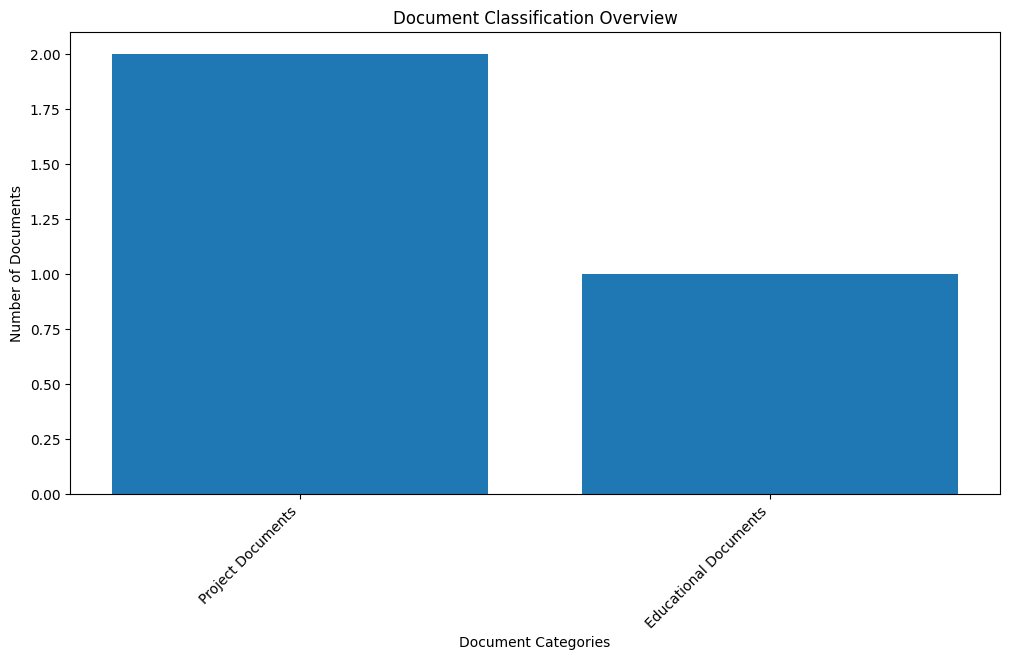 Document Classification Overview
Number of Documents
2.00
1.75
1.50
1.25
1.00
0.75
0.50
0.25
0.00
Project Documents
Educational Documents
Document Categories